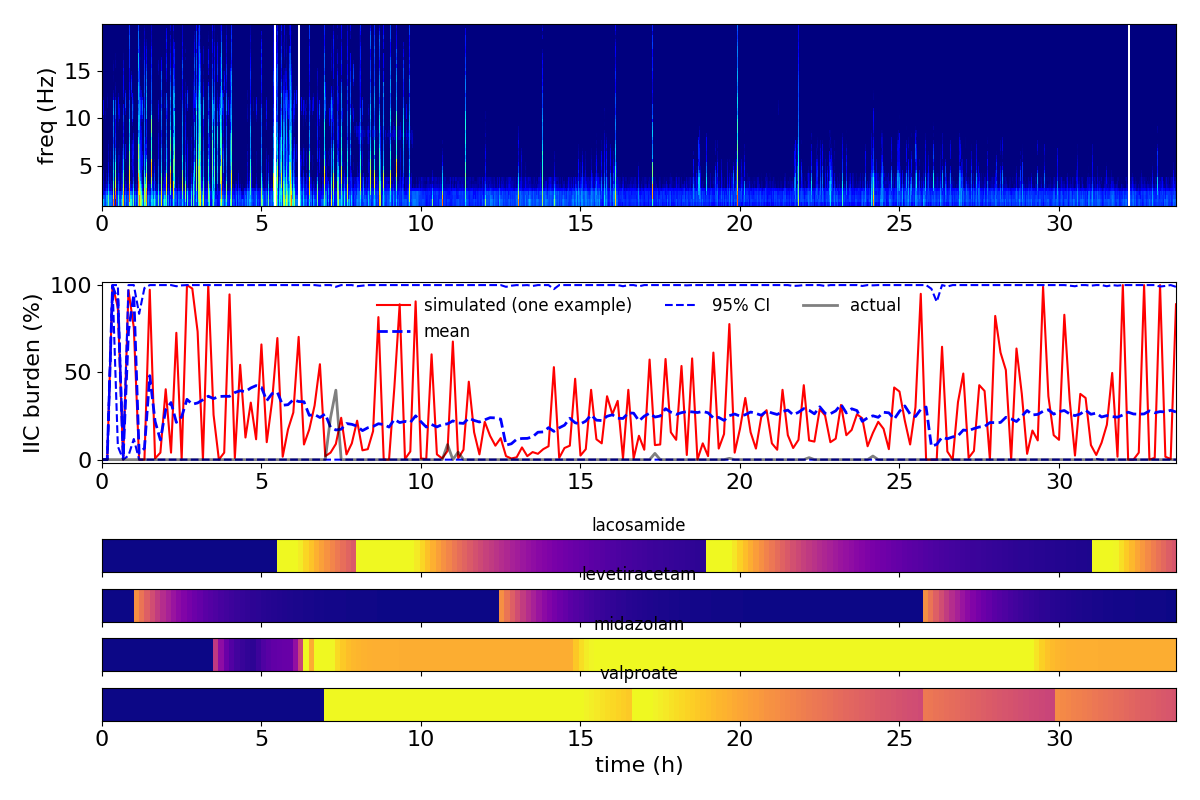 freq (Hz)
15
10
5
0 5 10 15 20 25 30
IIC burden (%)
100
50
0
simulated (one example) 95% CI actual
mean
0 5 10 15 20 25 30
lacosamide
levetiracetam
midazolam
valproate
0 5 10 15 20 25 30
time (h)